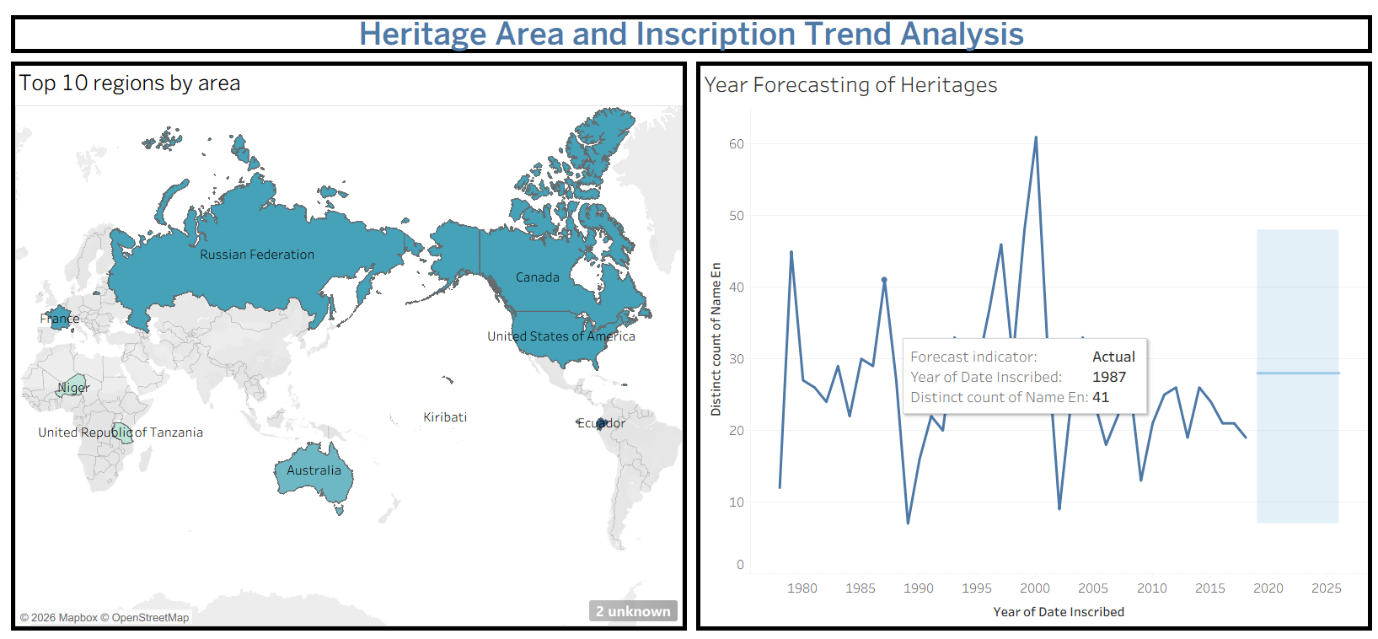 Heritage Area and Inscription Trend Analysis
Top 10 regions by area
Russian Federation
Canada
France
United States of America
Niger
Kiribati
Ecuador
United Republic of Tanzania
Australia
© 2026 Mapbox © OpenStreetMap
2 unknown
Year Forecasting of Heritages
Distinct count of Name En
60
50
40
30
20
10
0
Forecast indicator: Actual
Year of Date Inscribed: 1987
Distinct count of Name En: 41
1980 1985 1990 1995 2000 2005 2010 2015 2020 2025
Year of Date Inscribed